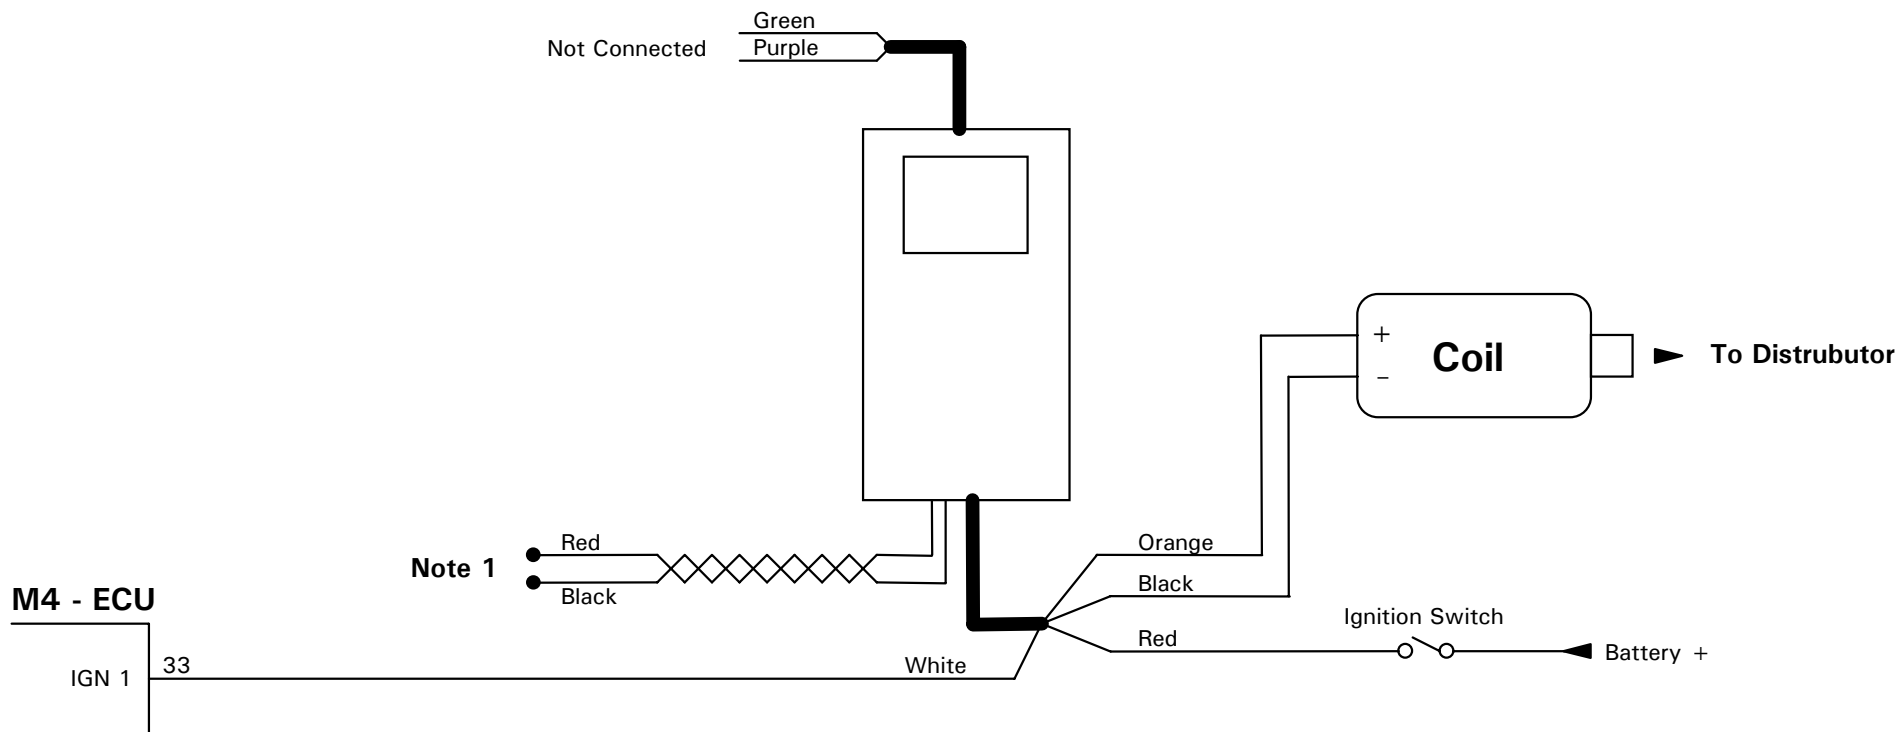 Green
Not Connected
Purple
+
Coil
–
To Distrubutor
Red
Note 1
Black
Orange
Black
M4 - ECU
Ignition Switch
Red
Battery +
IGN 1
33
White